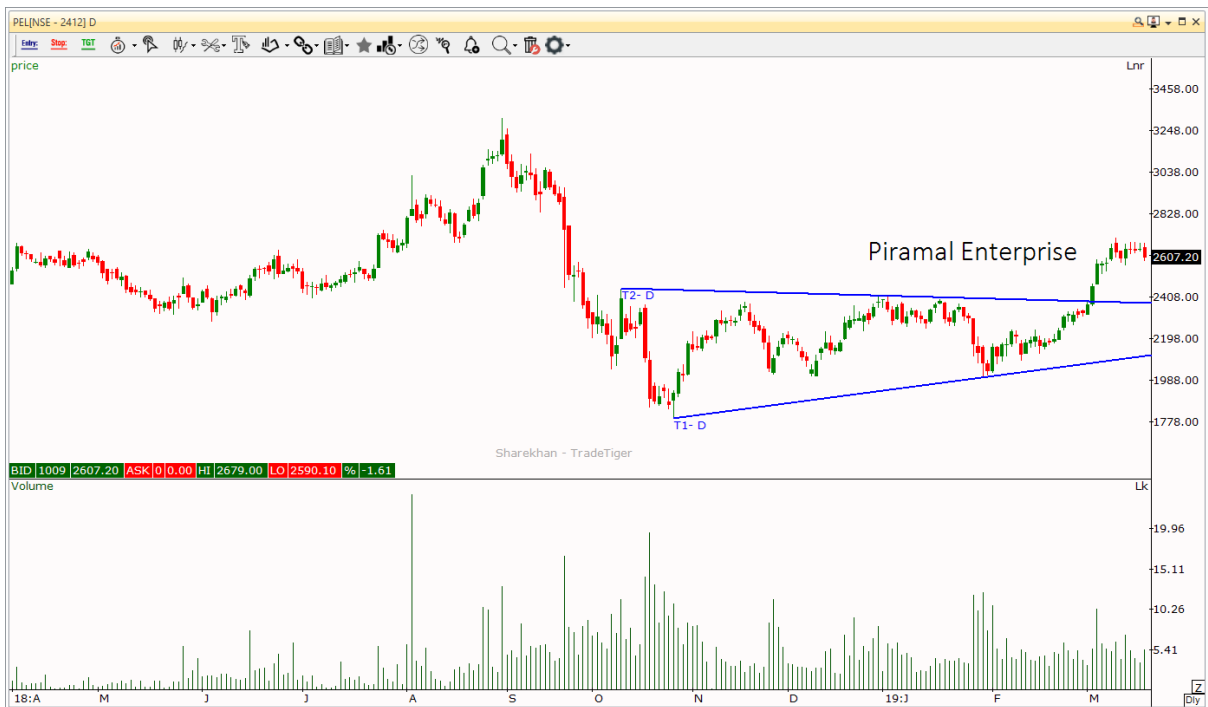 PEL[NSE - 2412] D
Entry: Stop: TGT
price Lnr
3458.00
3248.00
3038.00
2828.00
Piramal Enterprise
2607.20
T2- D
2408.00
2198.00
1988.00
1778.00
T1- D
Sharekhan - TradeTiger
BID 1009 2607.20 ASK 0 0.00 HI 2679.00 LO 2590.10 % -1.61
Volume Lk
19.96
15.11
10.26
5.41
Z
18:A M J J A S O N D 19:J F M Dly